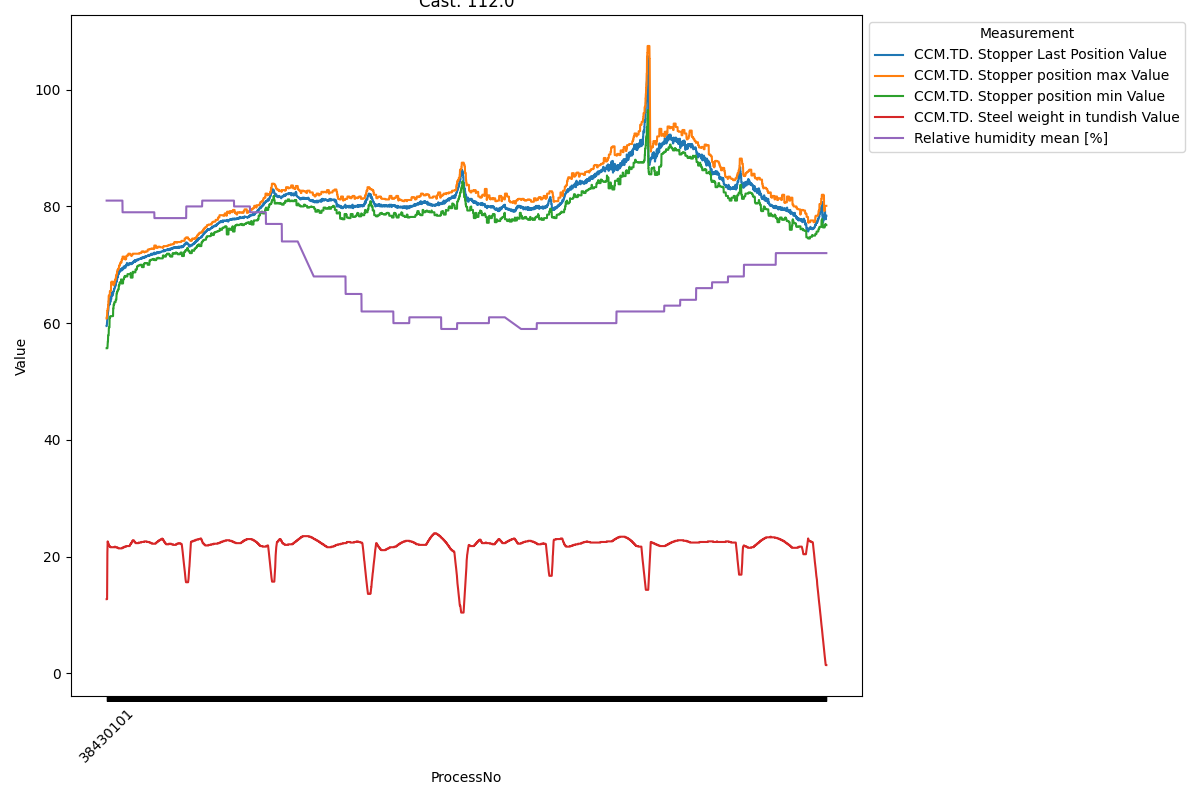 Cast: 112.0
Measurement
CCM.TD. Stopper Last Position Value
CCM.TD. Stopper position max Value
CCM.TD. Stopper position min Value
CCM.TD. Steel weight in tundish Value
Relative humidity mean [%]
Value
100
80
60
40
20
0
38430101
ProcessNo